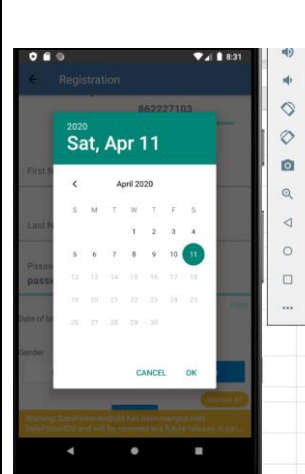 8:31
Registration
862227103
2020
Sat, Apr 11
April 2020
S M T W T F S
1 2 3 4
5 6 7 8 9 10 11
12 13 14 15 16 17 18
19 20 21 22 23 24 25
26 27 28 29 30
First N
Last N
Passw
passw
Date of bi
Gender
CANCEL OK
Dismiss All
Warning: DatePickerAndroid has been merged with
DatePickerIOS and will be removed in a future release. It can...